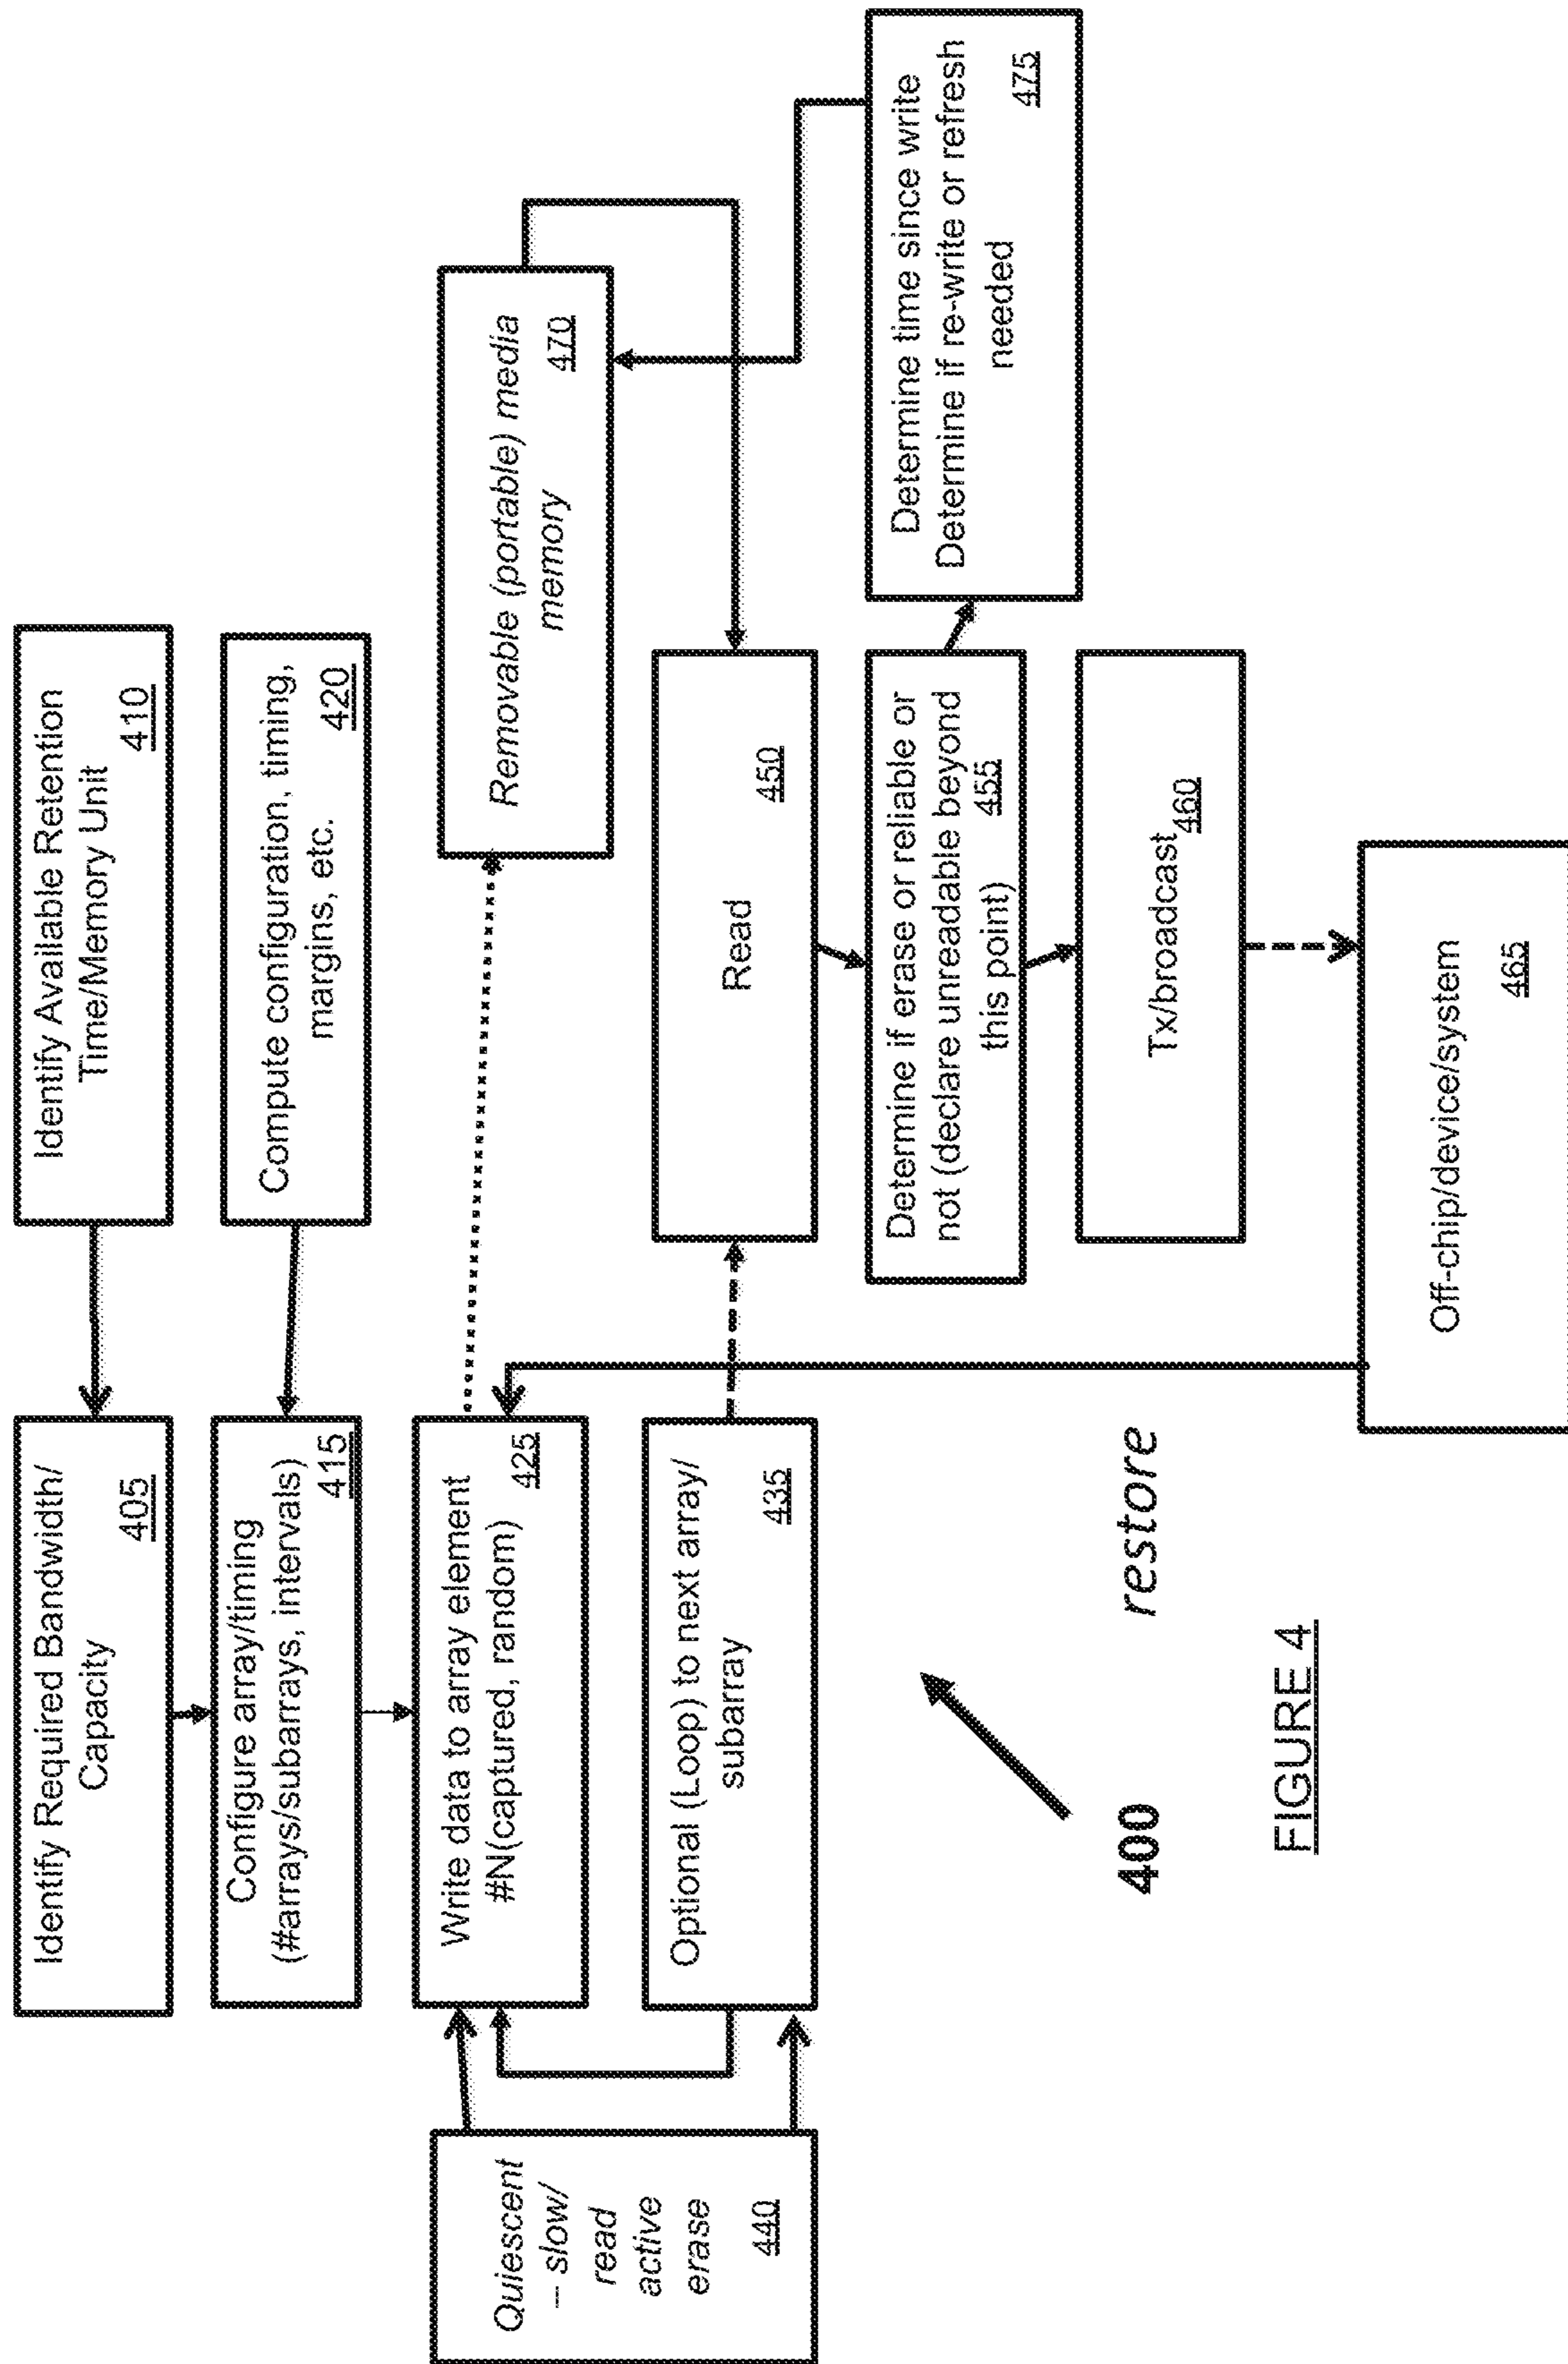 Identify Required Bandwidth/
Capacity
405
Identify Available Retention
Time/Memory Unit
410
Configure array/timing
(#arrays/subarrays, intervals)
415
Compute configuration, timing,
margins, etc.
420
Quiescent
– slow/
read
active
erase
440
Write data to array element
#N(captured, random)
425
Removable (portable) media
memory
470
Optional (Loop) to next array/
subarray
435
Read
450
Determine if erase or reliable or
not (declare unreadable beyond
this point)
455
Determine time since write
Determine if re-write or refresh
needed
475
Tx/broadcast
460
Off-chip/device/system
465
400
restore
FIGURE 4